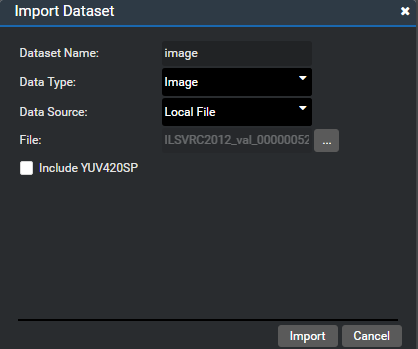 Import Dataset
Dataset Name: image
Data Type: Image
Data Source: Local File
File: ILSVRC2012_val_00000052 ...
Include YUV420SP
Import Cancel